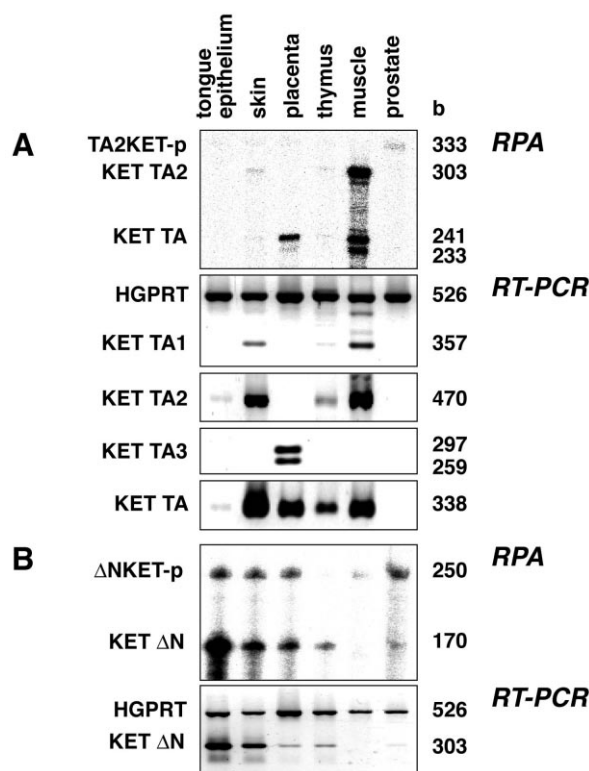 tongue epithelium skin placenta thymus muscle prostate
b
A
TA2KET-p 333 RPA
KET TA2 303
KET TA 241
233
HGPRT 526 RT-PCR
KET TA1 357
KET TA2 470
KET TA3 297
259
KET TA 338
B
ΔNKET-p 250 RPA
KET ΔN 170
HGPRT 526 RT-PCR
KET ΔN 303